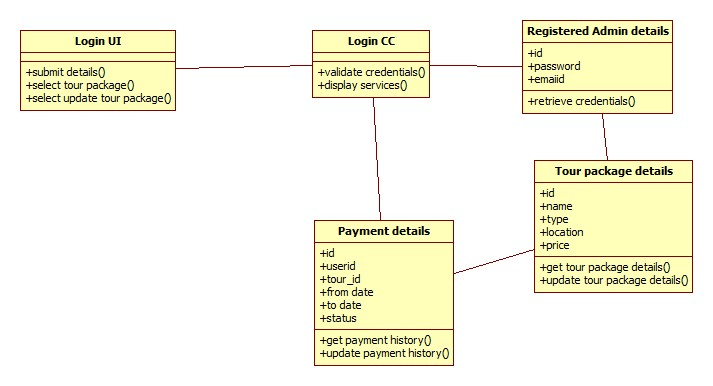 Login UI
+submit details()
+select tour package()
+select update tour package()
Login CC
+validate credentials()
+display services()
Registered Admin details
+id
+password
+emaiid
+retrieve credentials()
Tour package details
+id
+name
+type
+location
+price
+get tour package details()
+update tour package details()
Payment details
+id
+userid
+tour_id
+from date
+to date
+status
+get payment history()
+update payment history()